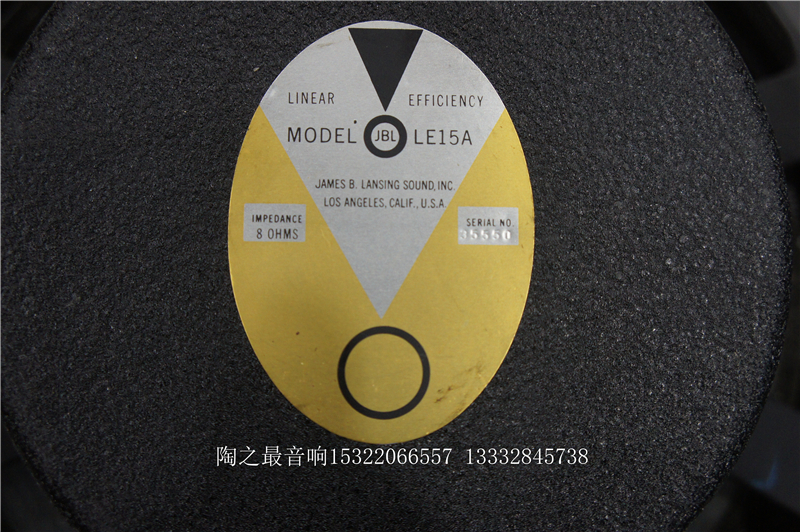 LINEAR EFFICIENCY
MODEL JBL LE15A
JAMES B. LANSING SOUND, INC.
LOS ANGELES, CALIF., U.S.A.
IMPEDANCE
8 OHMS
SERIAL NO.
35550
陶之最音响15322066557 13332845738